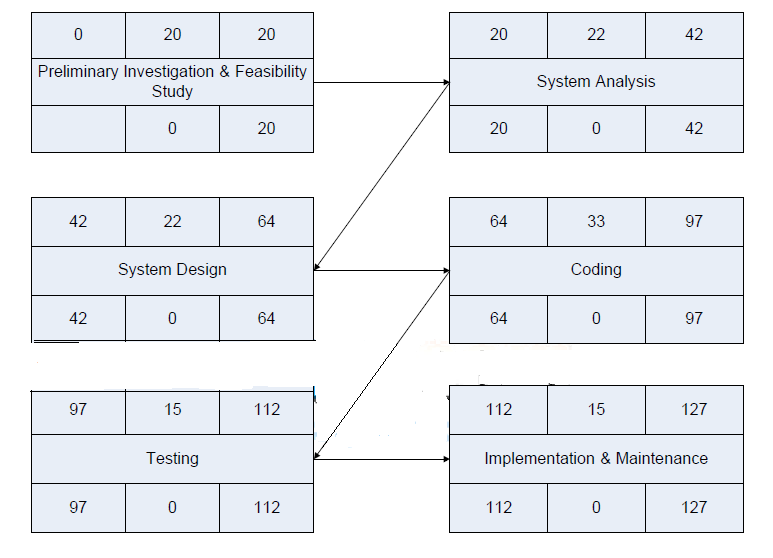 0 20 20
Preliminary Investigation & Feasibility
Study
0 20
20 22 42
System Analysis
20 0 42
42 22 64
System Design
42 0 64
64 33 97
Coding
64 0 97
97 15 112
Testing
97 0 112
112 15 127
Implementation & Maintenance
112 0 127